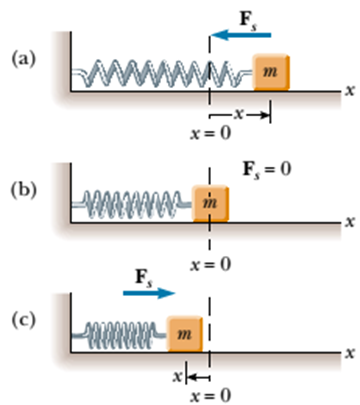 F_s
(a)
m
x
x
x = 0
F_s = 0
(b)
m
x
x = 0
F_s
(c)
m
x
x
x = 0